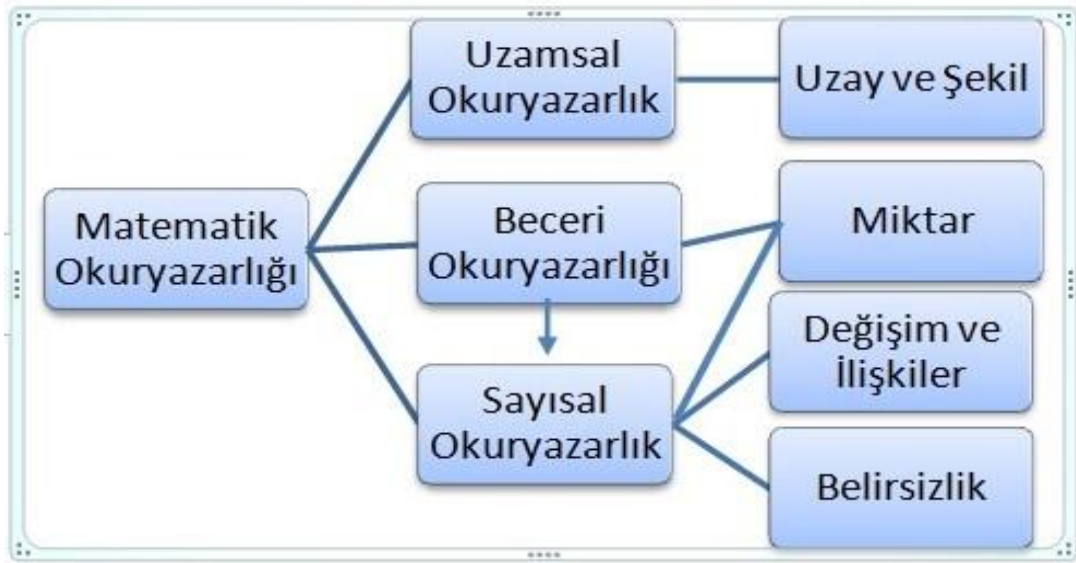 Uzamsal
Okuryazarlık
Uzay ve Şekil
Matematik
Okuryazarlığı
Beceri
Okuryazarlığı
Miktar
Değişim ve
İlişkiler
Sayısal
Okuryazarlık
Belirsizlik